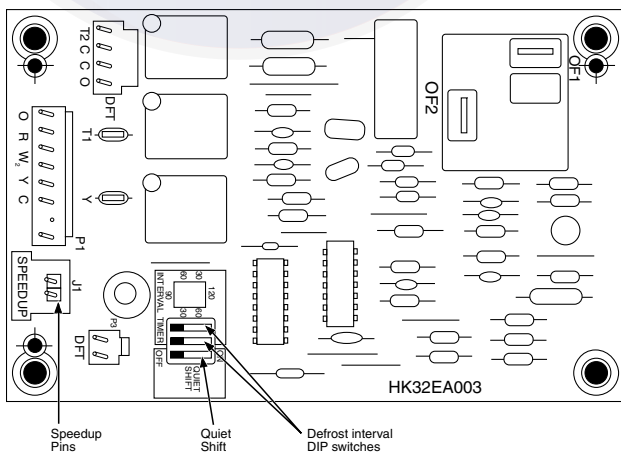 T2 C C O
DFT
OF1
OF2
O R W2 Y C
T1
Y
P1
SPEEDUP
J1
P3
DFT
INTERVAL TIMER
60 30
90 120
30 60
OFF
ON
QUIET
SHIFT
HK32EA003
Speedup
Pins
Quiet
Shift
Defrost interval
DIP switches